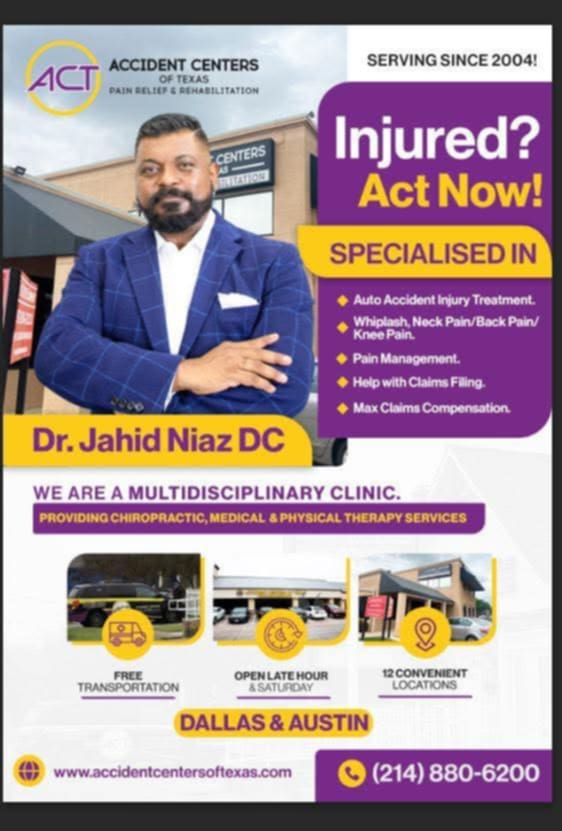 ACT
ACCIDENT CENTERS
OF TEXAS
PAIN RELIEF & REHABILITATION
SERVING SINCE 2004!
CENTERS
Injured?
Act Now!
SPECIALISED IN
Auto Accident Injury Treatment.
Whiplash, Neck Pain/Back Pain/
Knee Pain.
Pain Management.
Help with Claims Filing.
Max Claims Compensation.
Dr. Jahid Niaz DC
WE ARE A MULTIDISCIPLINARY CLINIC.
PROVIDING CHIROPRACTIC, MEDICAL & PHYSICAL THERAPY SERVICES
FREE
TRANSPORTATION
OPEN LATE HOUR
& SATURDAY
12 CONVENIENT
LOCATIONS
DALLAS & AUSTIN
www.accidentcentersoftexas.com
(214) 880-6200